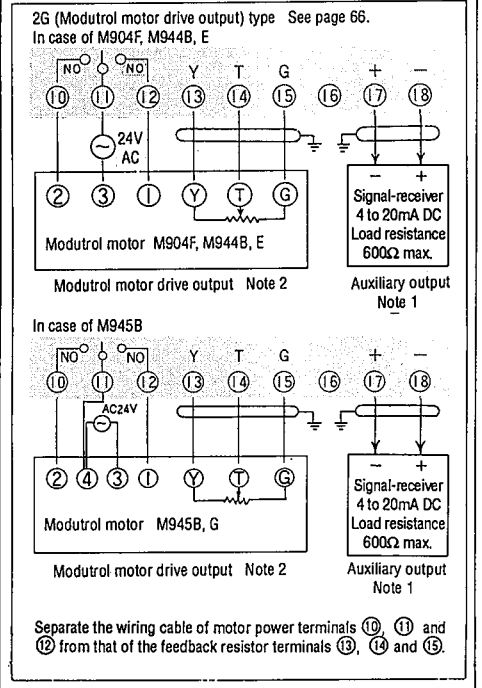 2G (Modutrol motor drive output) type See page 66.
In case of M904F, M944B, E
NO NO Y T G + −
⑩ ⑪ ⑫ ⑬ ⑭ ⑮ ⑯ ⑰ ⑱
24V
AC
② ③ ① Ⓨ Ⓣ Ⓖ
Modutrol motor M904F, M944B, E
− +
Signal-receiver
4 to 20mA DC
Load resistance
600Ω max.
Modutrol motor drive output Note 2
Auxiliary output
Note 1
In case of M945B
NO NO Y T G + −
⑩ ⑪ ⑫ ⑬ ⑭ ⑮ ⑯ ⑰ ⑱
AC24V
② ④ ③ ① Ⓨ Ⓣ Ⓖ
Modutrol motor M945B, G
− +
Signal-receiver
4 to 20mA DC
Load resistance
600Ω max.
Modutrol motor drive output Note 2
Auxiliary output
Note 1
Separate the wiring cable of motor power terminals ⑩, ⑪ and
⑫ from that of the feedback resistor terminals ⑬, ⑭ and ⑮.